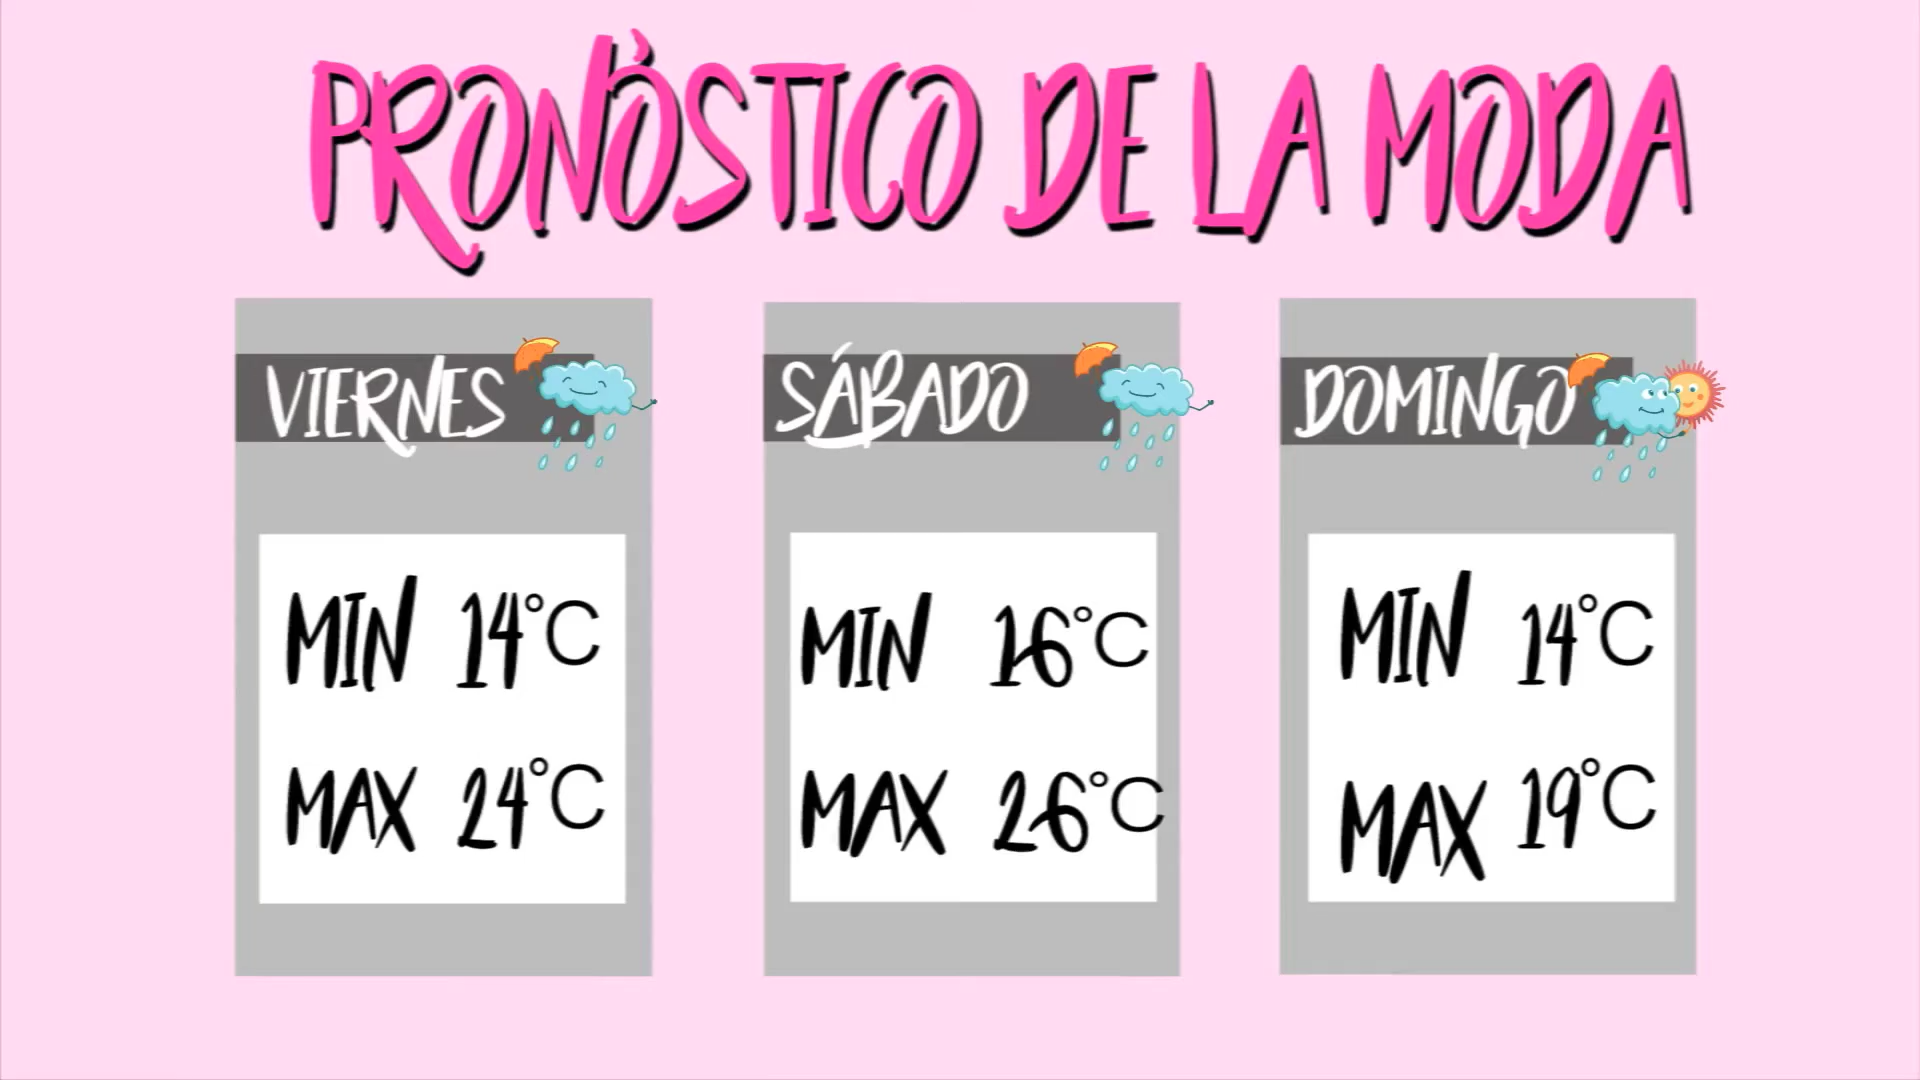 PRONÓSTICO DE LA MODA
VIERNES
MIN 14°C
MAX 24°C
SÁBADO
MIN 16°C
MAX 26°C
DOMINGO
MIN 14°C
MAX 19°C